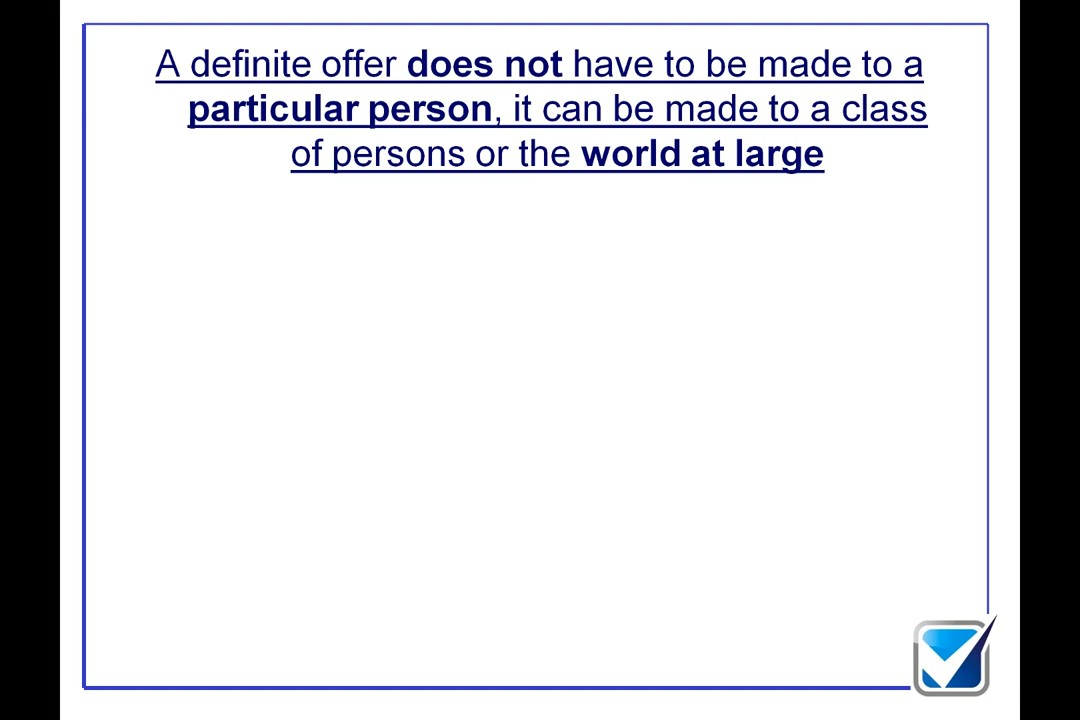 A definite offer does not have to be made to a
particular person, it can be made to a class
of persons or the world at large